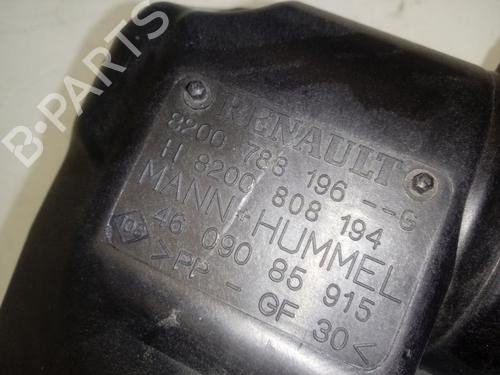 RENAULT
8200 783 196 --G
H 8200 808 194
MANN+HUMMEL
46 090 85 915
>PP - GF 30<
B-PARTS